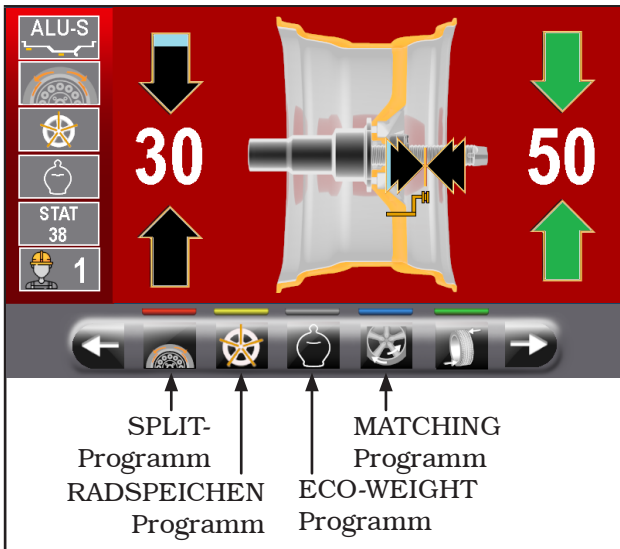 ALU-S
30
50
STAT
38
1
SPLIT-
Programm
MATCHING
Programm
RADSPEICHEN
Programm
ECO-WEIGHT
Programm